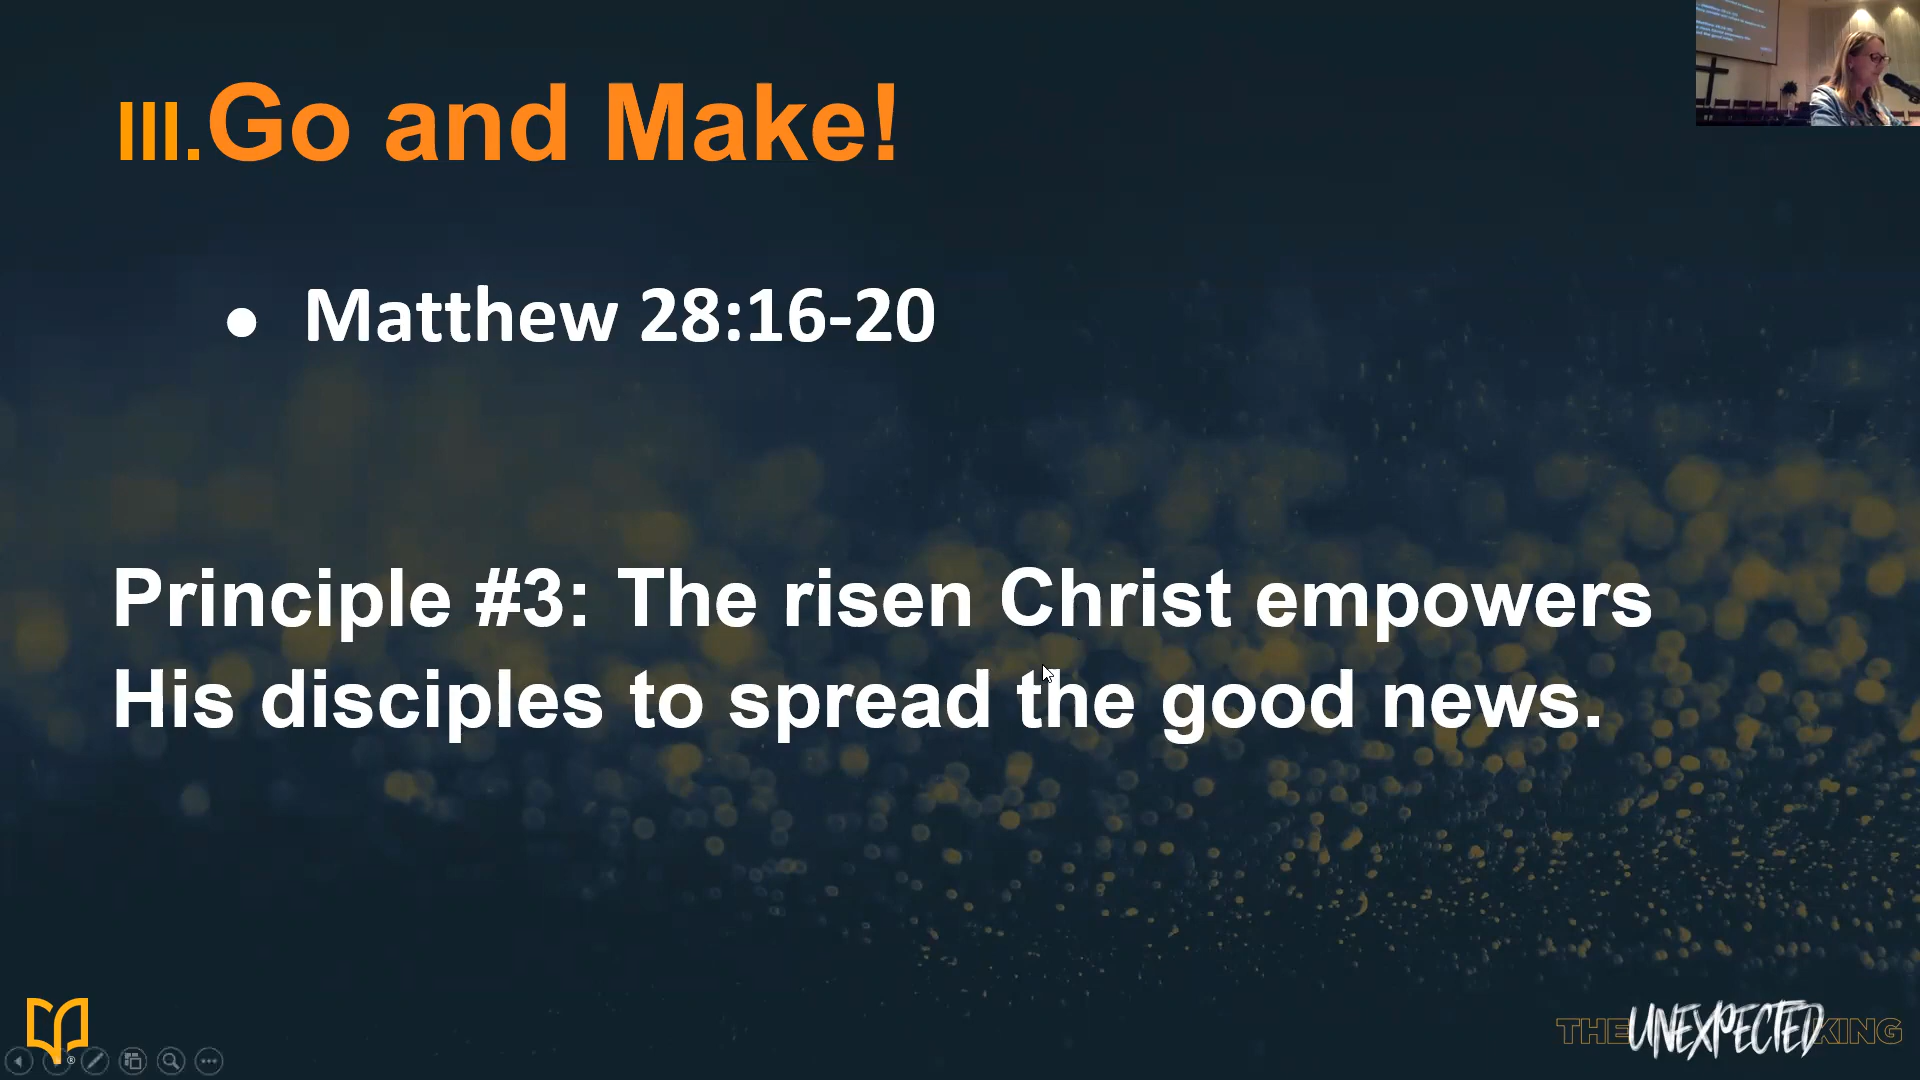 III.Go and Make!
● Matthew 28:16-20
Principle #3: The risen Christ empowers
His disciples to spread the good news.
®
THE UNEXPECTED KING